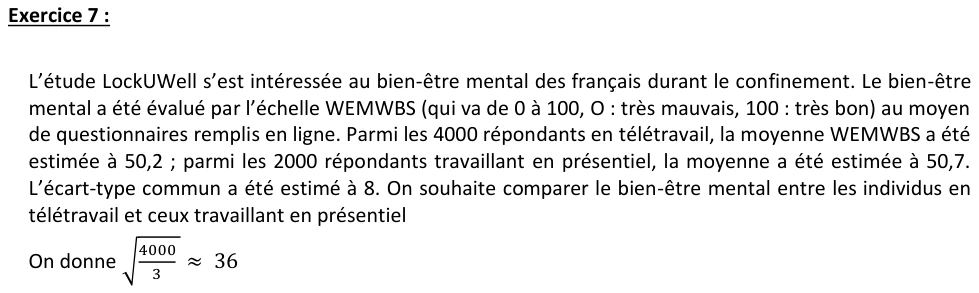 Exercice 7 :
L'étude LockUWell s'est intéressée au bien-être mental des français durant le confinement. Le bien-être
mental a été évalué par l'échelle WEMWBS (qui va de 0 à 100, O : très mauvais, 100 : très bon) au moyen
de questionnaires remplis en ligne. Parmi les 4000 répondants en télétravail, la moyenne WEMWBS a été
estimée à 50,2 ; parmi les 2000 répondants travaillant en présentiel, la moyenne a été estimée à 50,7.
L'écart-type commun a été estimé à 8. On souhaite comparer le bien-être mental entre les individus en
télétravail et ceux travaillant en présentiel
On donne √(4000/3) ≈ 36